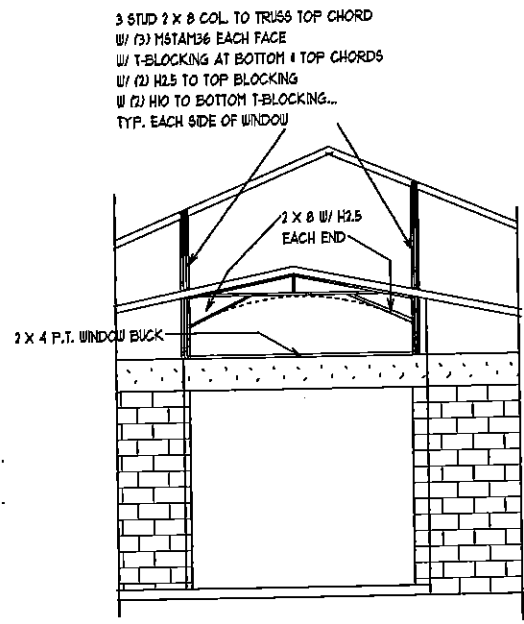 3 STUD 2 X 8 COL. TO TRUSS TOP CHORD
W/ (3) MSTAM36 EACH FACE
W/ T-BLOCKING AT BOTTOM & TOP CHORDS
W/ (2) H2.5 TO TOP BLOCKING
W (2) H10 TO BOTTOM T-BLOCKING...
TYP. EACH SIDE OF WINDOW
2 X 8 W/ H2.5
EACH END
2 X 4 P.T. WINDOW BUCK